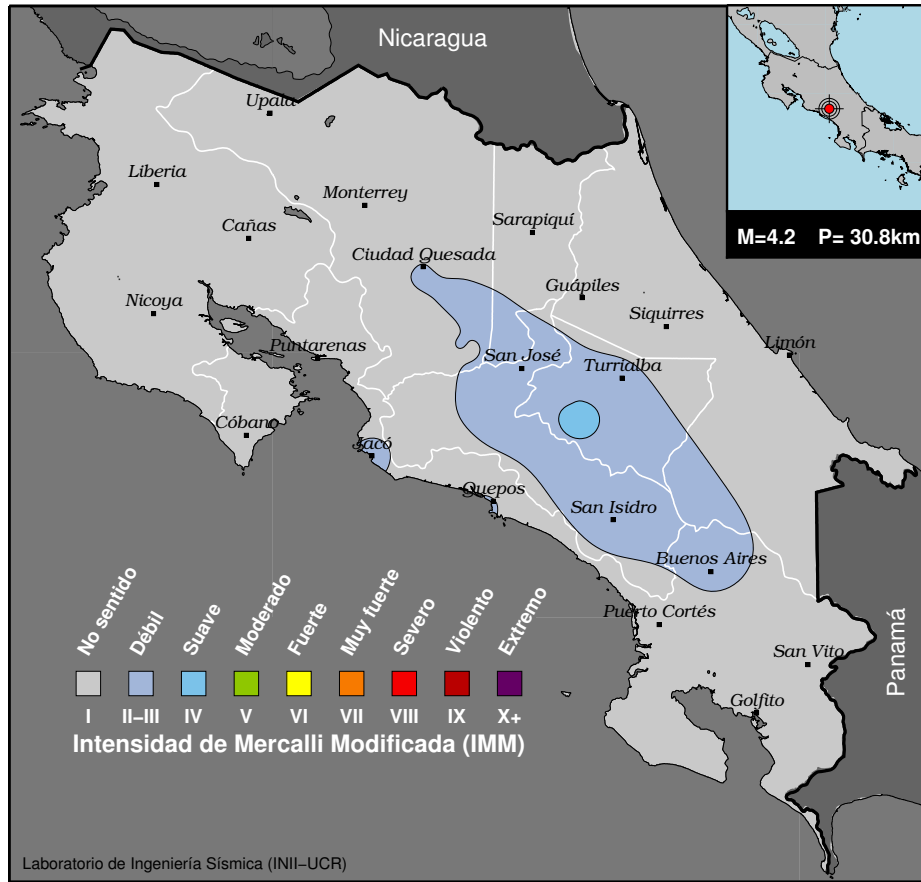 Nicaragua
Upala
Liberia
Monterrey
Cañas
Sarapiquí
M=4.2 P= 30.8km
Ciudad Quesada
Guápiles
Nicoya
Siquirres
Puntarenas
San José
Limón
Turrialba
Cóbano
Jacó
Quepos
San Isidro
Buenos Aires
Puerto Cortés
San Vito
Panamá
Golfito
No sentido
Débil
Suave
Moderado
Fuerte
Muy fuerte
Severo
Violento
Extremo
I II–III IV V VI VII VIII IX X+
Intensidad de Mercalli Modificada (IMM)
Laboratorio de Ingeniería Sísmica (INII–UCR)